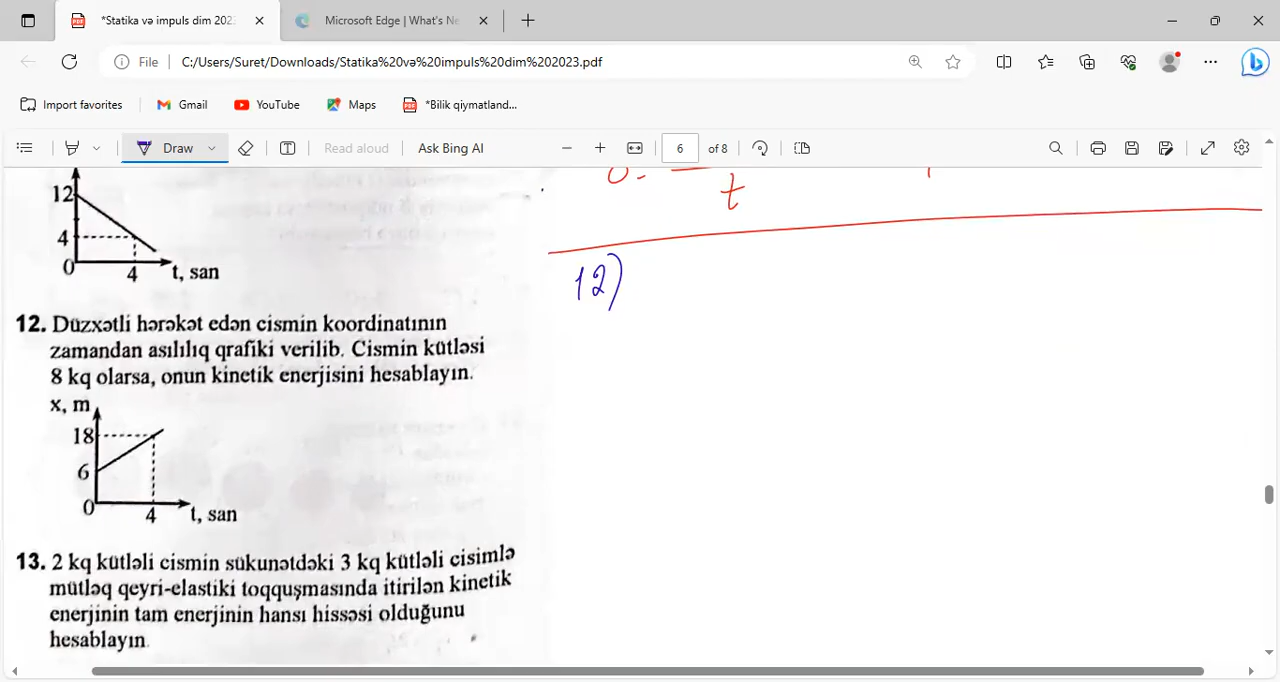 *Statika və impuls dim 202
Microsoft Edge | What's Ne
File | C:/Users/Suret/Downloads/Statika%20və%20impuls%20dim%202023.pdf
Import favorites Gmail YouTube Maps *Bilik qiymatland...
Draw Read aloud Ask Bing AI 6 of 8
12
4
0 4 t, san
t
12)
12. Düzxətli hərəkət edən cismin koordinatının
zamandan asılılıq qrafiki verilib. Cismin kütləsi
8 kq olarsa, onun kinetik enerjisini hesablayın.
x, m
18
6
0 4 t, san
13. 2 kq kütləli cismin sükunətdəki 3 kq kütləli cisimlə
mütləq qeyri-elastiki toqquşmasında itirilən kinetik
enerjinin tam enerjinin hansı hissəsi olduğunu
hesablayın.